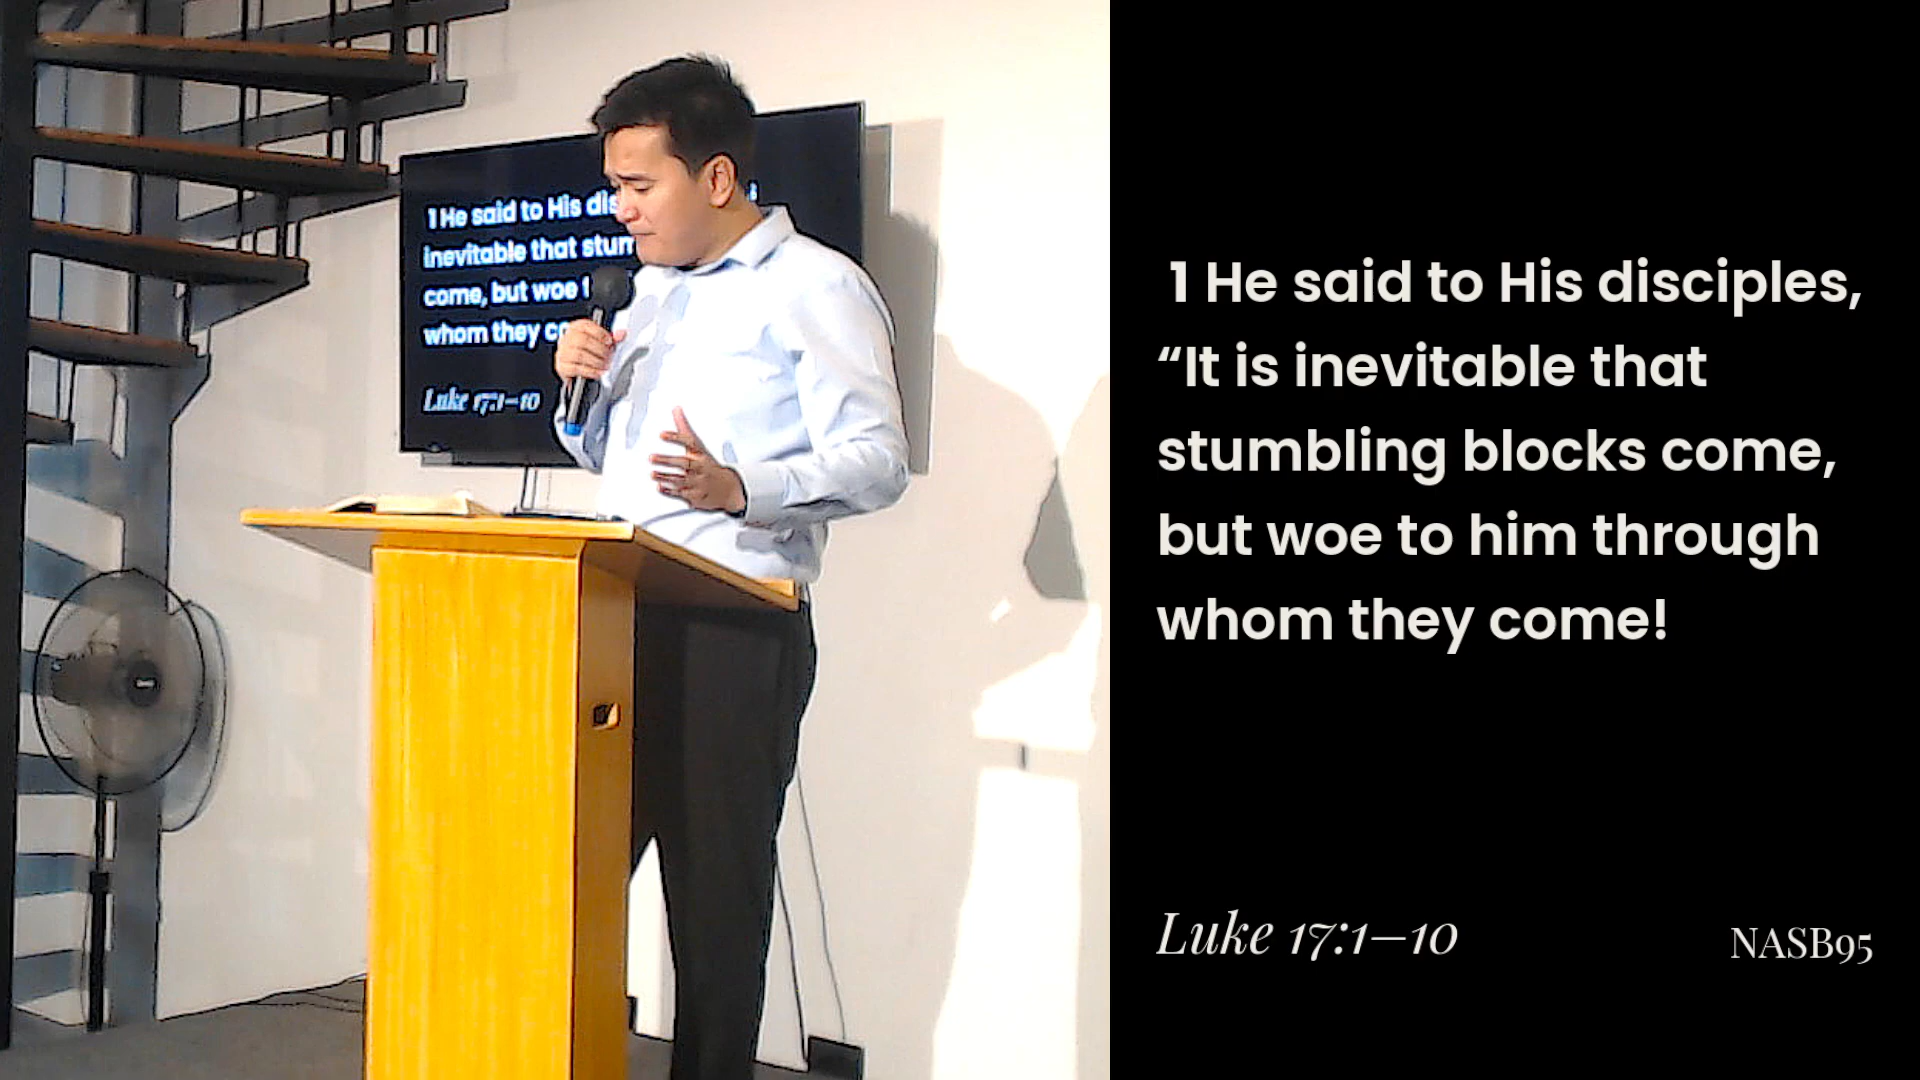 1 He said to His dis
inevitable that stum
come, but woe t
whom they co
Luke 17:1–10
1 He said to His disciples,
“It is inevitable that
stumbling blocks come,
but woe to him through
whom they come!
Luke 17:1–10
NASB95